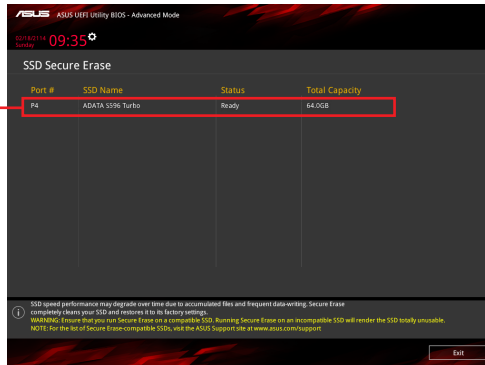 ASUS ASUS UEFI Utility BIOS - Advanced Mode
Sunday 09:35
SSD Secure Erase
Port # SSD Name Status Total Capacity
P4 ADATA S596 Turbo Ready 64.0GB
SSD speed performance may degrade over time due to accumulated files and frequent data-writing. Secure Erase
completely cleans your SSD and restores it to its factory settings.
WARNING: Ensure that you run Secure Erase on a compatible SSD. Running Secure Erase on an incompatible SSD will render the SSD totally unusable.
NOTE: For the list of Secure Erase-compatible SSDs, visit the ASUS Support site at www.asus.com/support
Exit